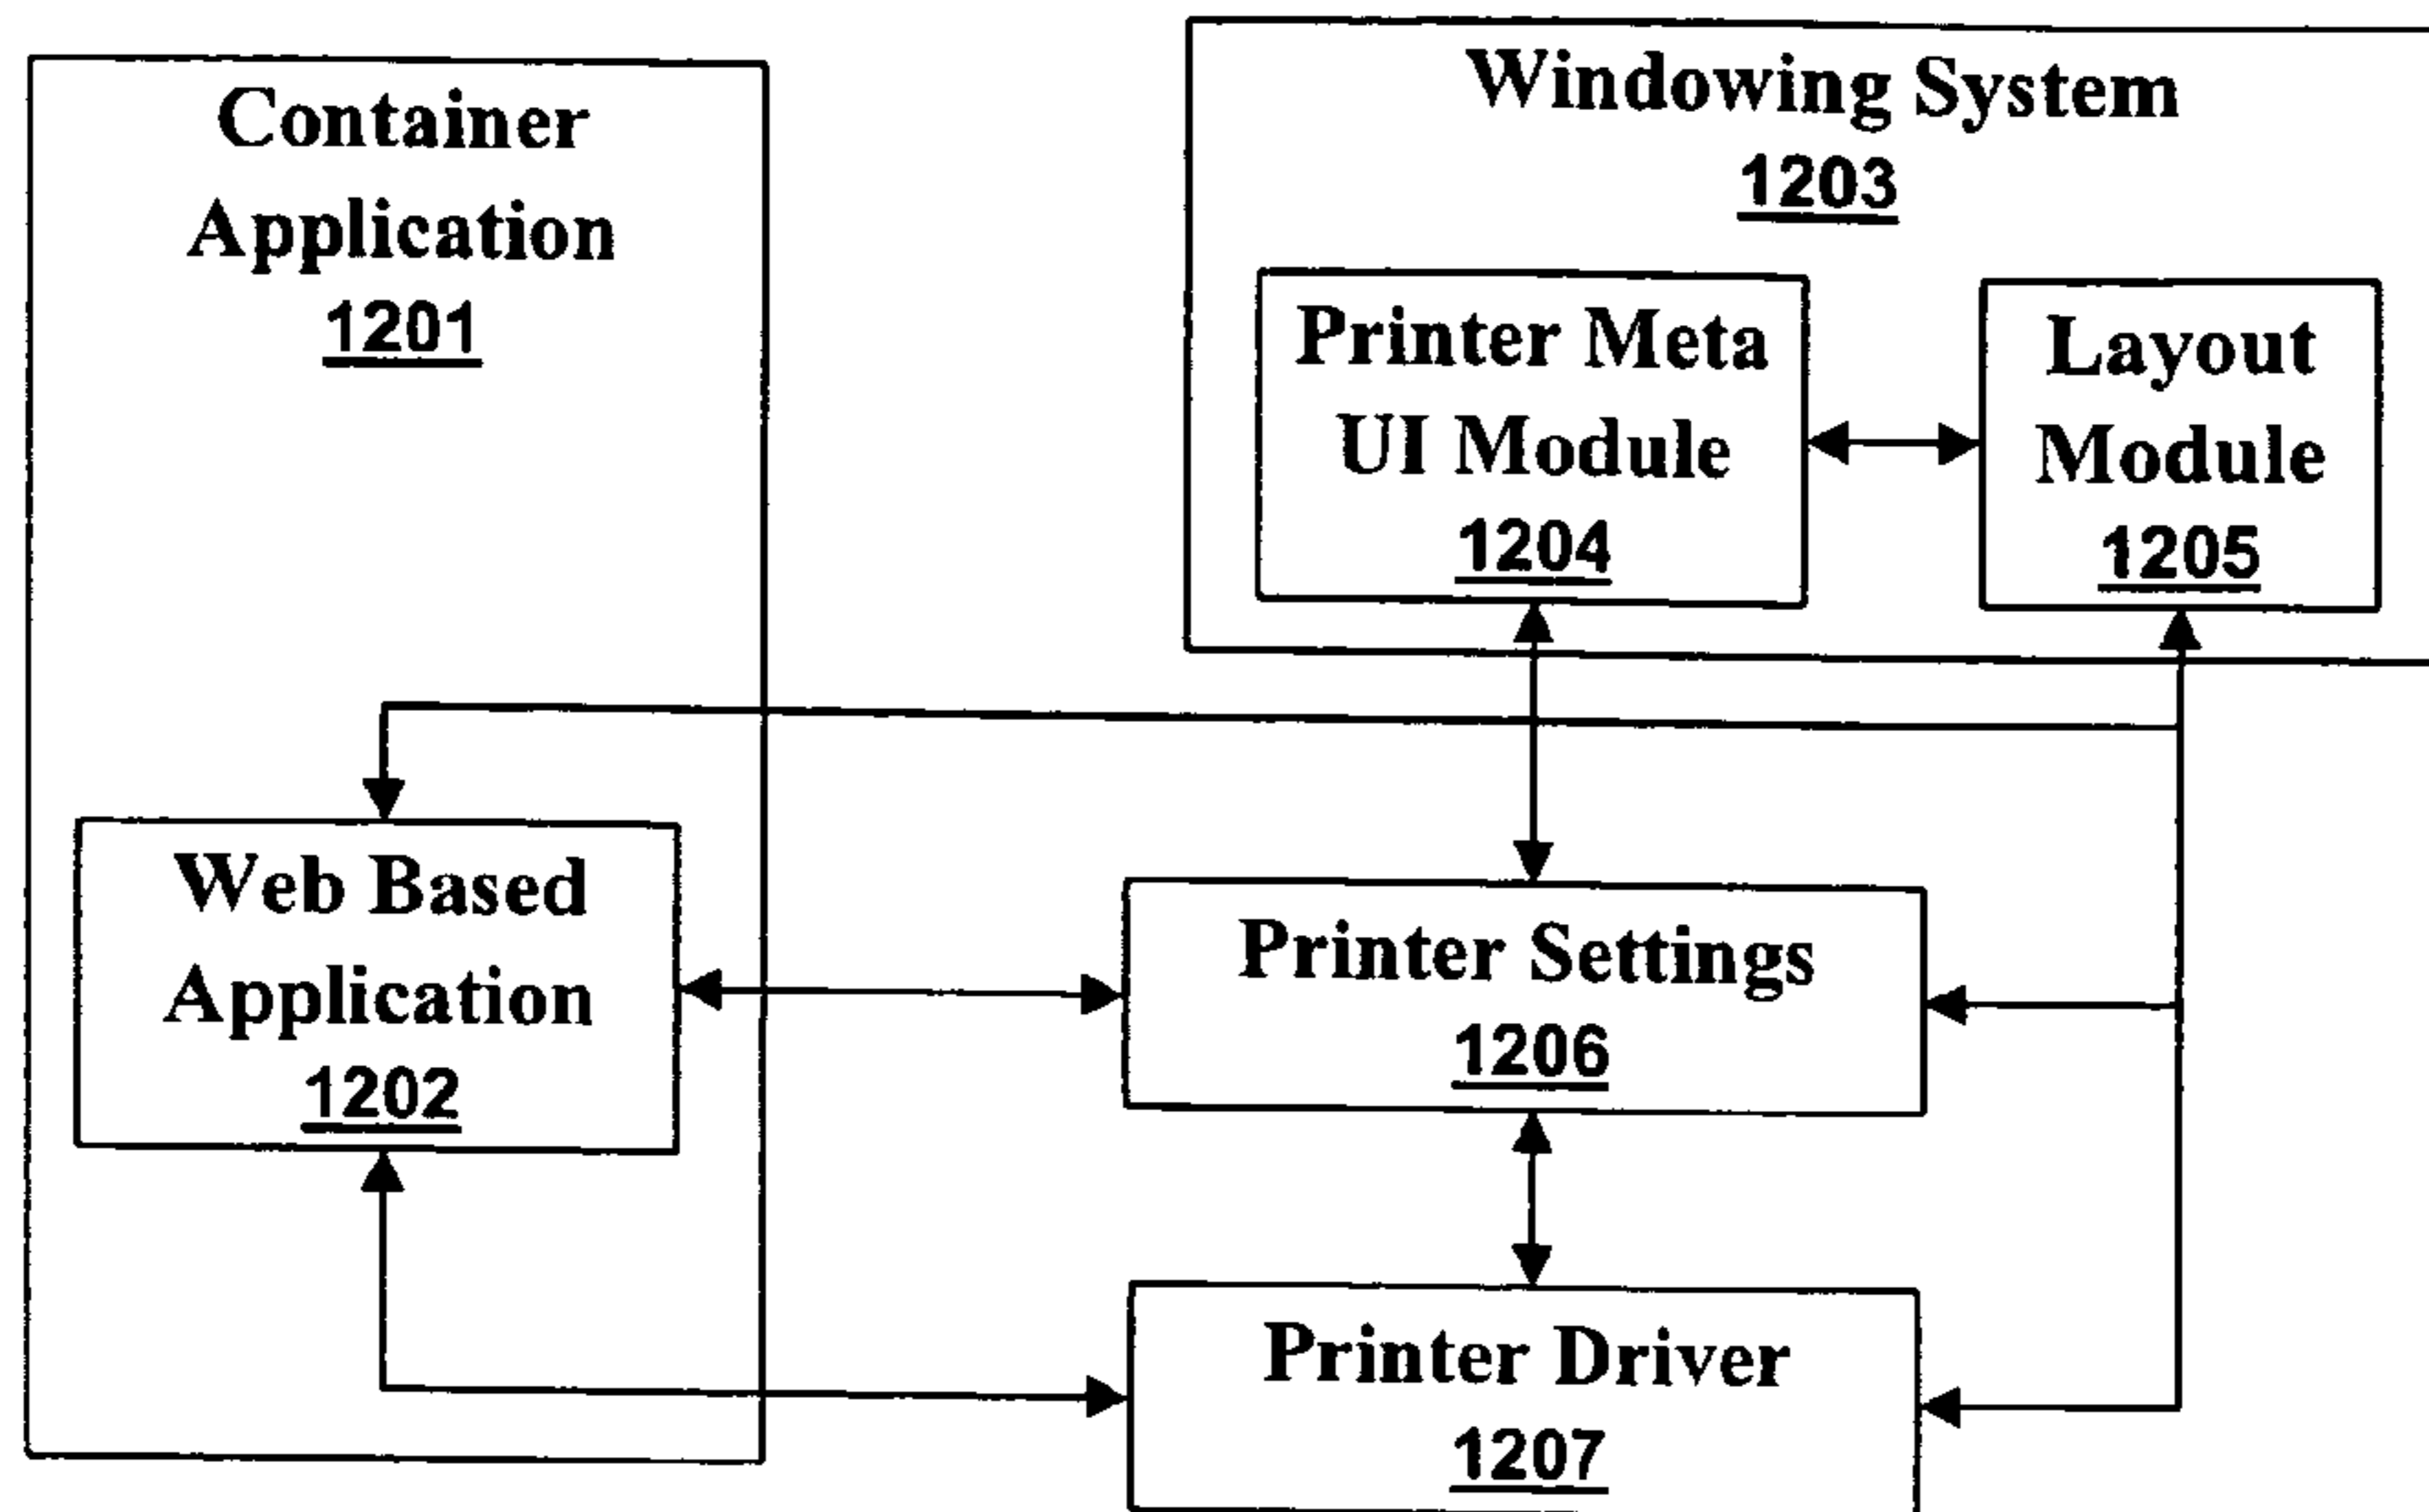 Container
Application
1201
Windowing System
1203
Printer Meta
UI Module
1204
Layout
Module
1205
Web Based
Application
1202
Printer Settings
1206
Printer Driver
1207